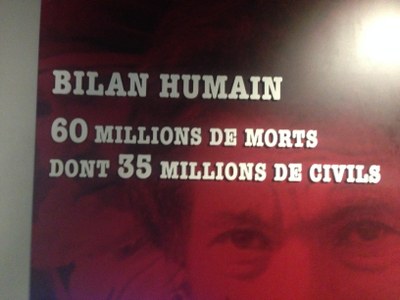 BILAN HUMAIN
60 MILLIONS DE MORTS
DONT 35 MILLIONS DE CIVILS